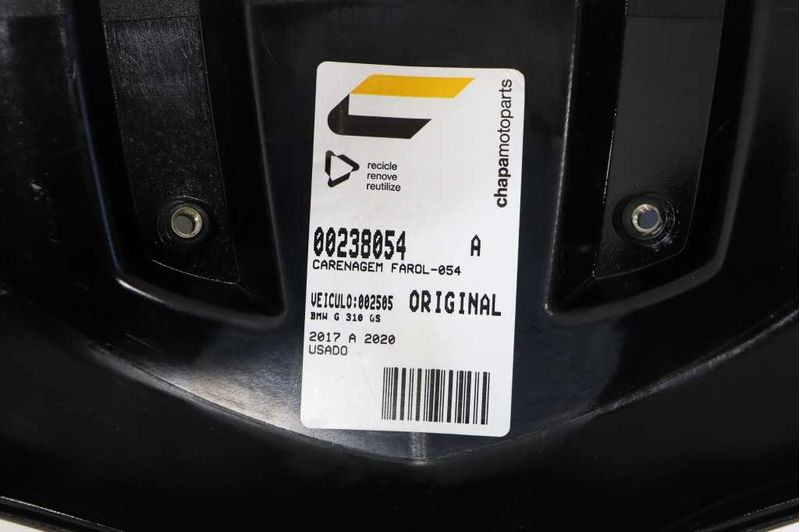 chapamotoparts
recicle
renove
reutilize
00238054 A
CARENAGEM FAROL-054
VEICULO:002505 ORIGINAL
BMW G 310 GS
2017 A 2020
USADO